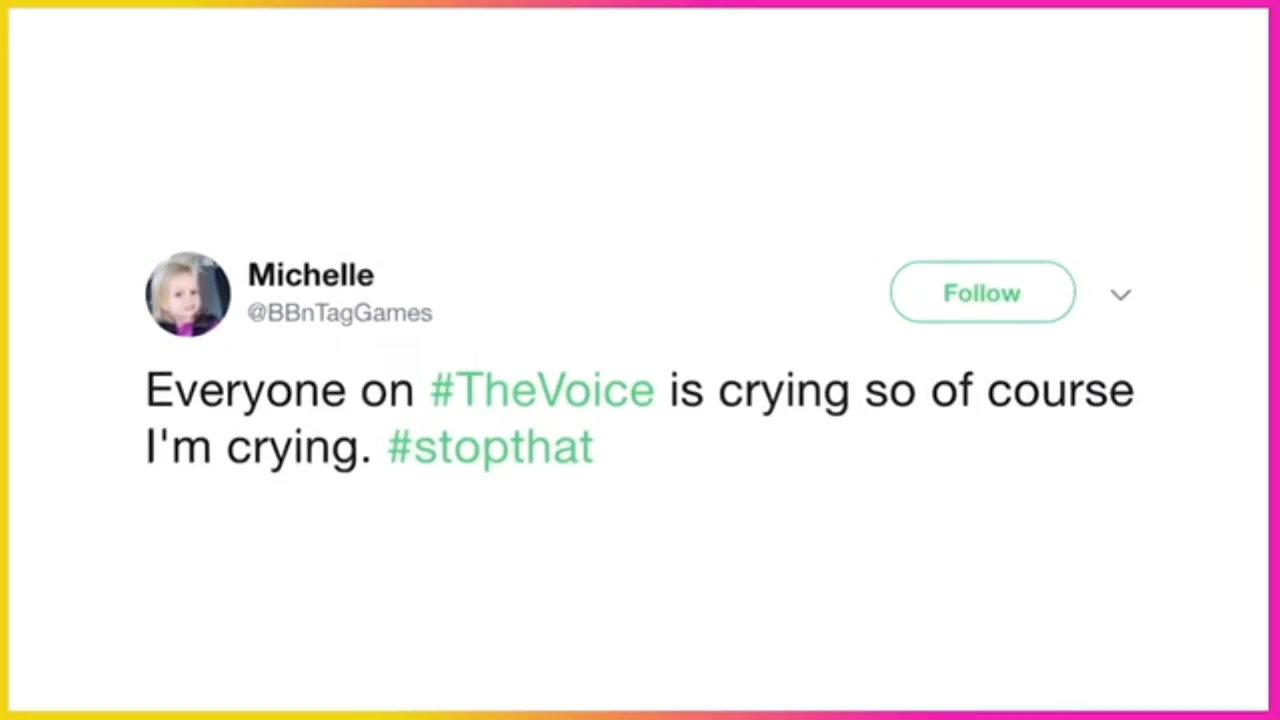 Michelle
@BBnTagGames
Follow
Everyone on #TheVoice is crying so of course
I'm crying. #stopthat